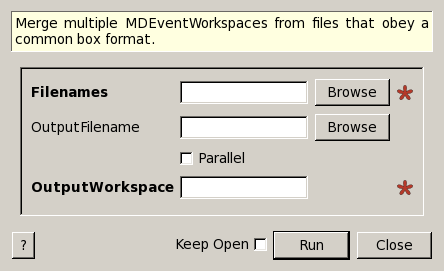 Merge multiple MDEventWorkspaces from files that obey a
common box format.
Filenames Browse *
OutputFilename Browse
Parallel
OutputWorkspace *
? Keep Open Run Close